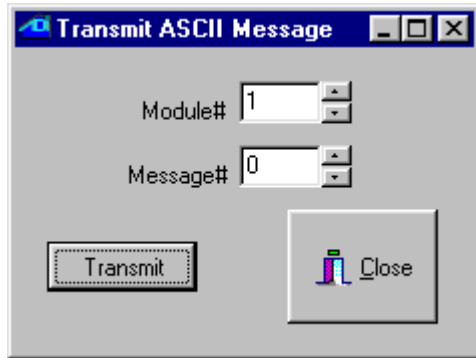 Transmit ASCII Message
Module# 1
Message# 0
Transmit
Close